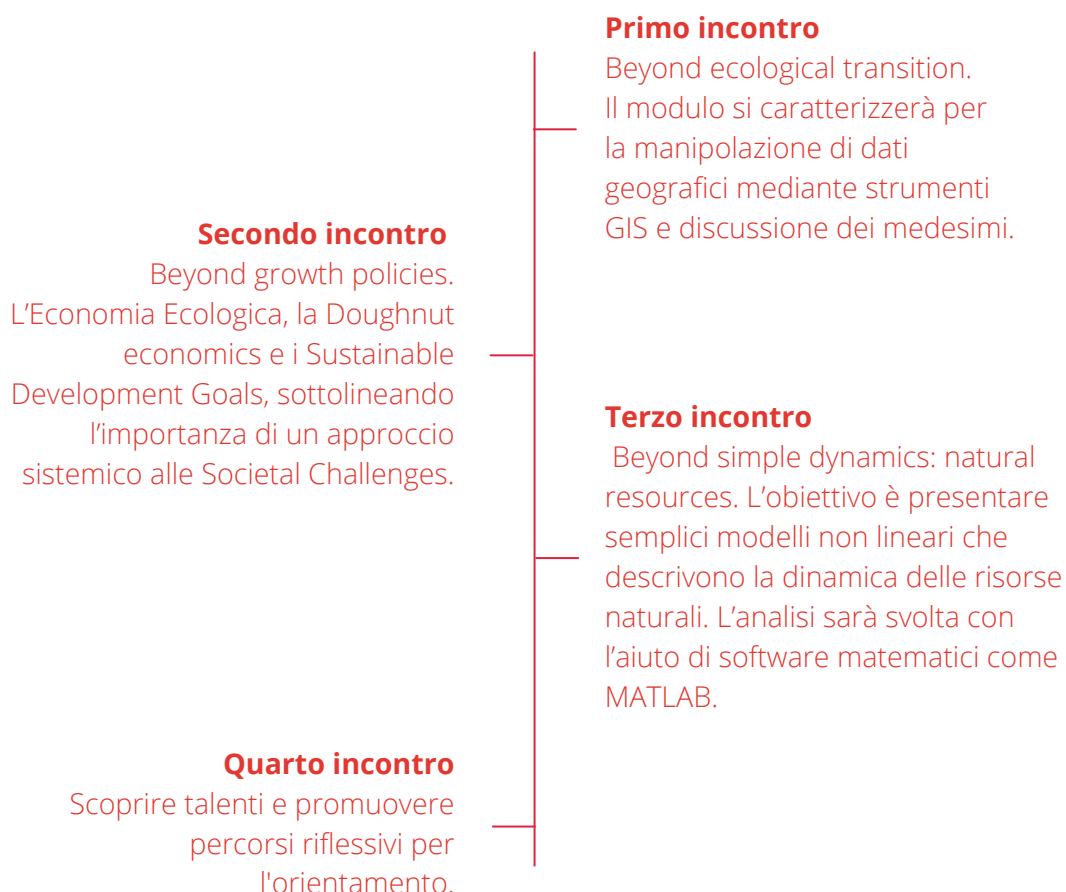 Primo incontro
Beyond ecological transition.
Il modulo si caratterizzerà per
la manipolazione di dati
geografici mediante strumenti
GIS e discussione dei medesimi.
Secondo incontro
Beyond growth policies.
L’Economia Ecologica, la Doughnut
economics e i Sustainable
Development Goals, sottolineando
l’importanza di un approccio
sistemico alle Societal Challenges.
Terzo incontro
Beyond simple dynamics: natural
resources. L’obiettivo è presentare
semplici modelli non lineari che
descrivono la dinamica delle risorse
naturali. L’analisi sarà svolta con
l’aiuto di software matematici come
MATLAB.
Quarto incontro
Scoprire talenti e promuovere
percorsi riflessivi per
l'orientamento.